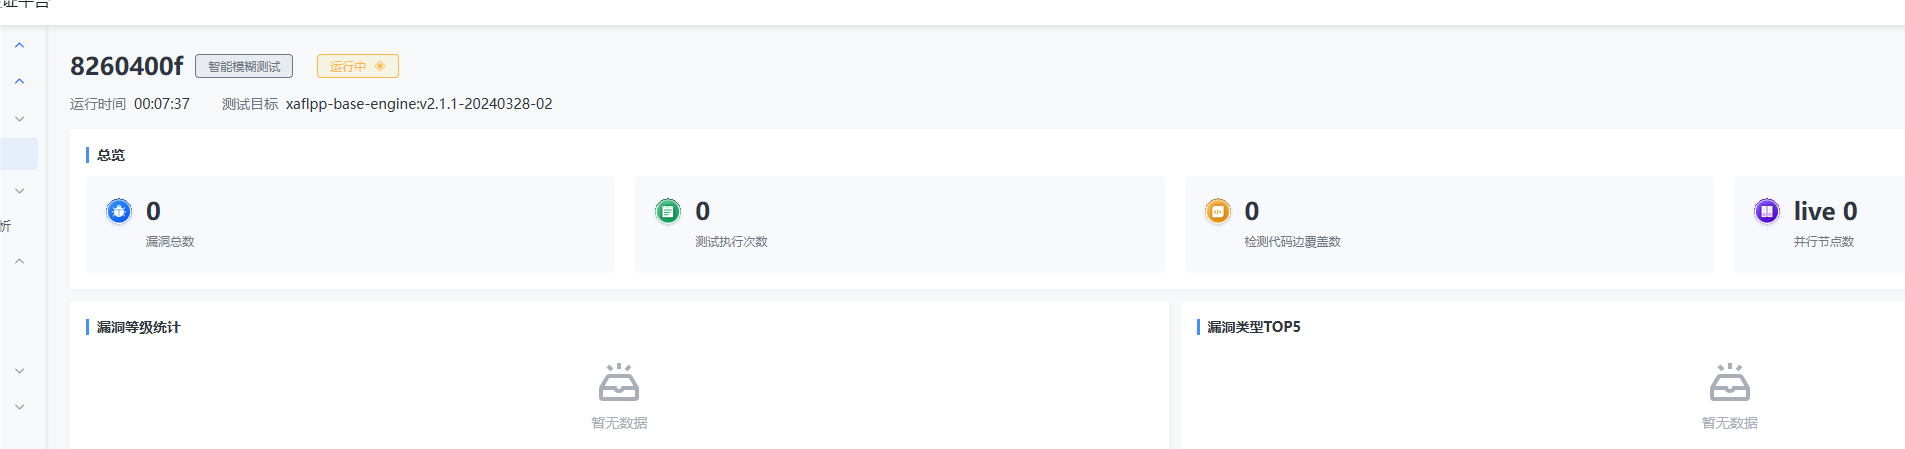 证平台
8260400f 智能模糊测试 运行中
运行时间 00:07:37 测试目标 xaflpp-base-engine:v2.1.1-20240328-02
总览
0
漏洞总数
0
测试执行次数
0
检测代码边覆盖数
live 0
并行节点数
析
漏洞等级统计
暂无数据
漏洞类型TOP5
暂无数据